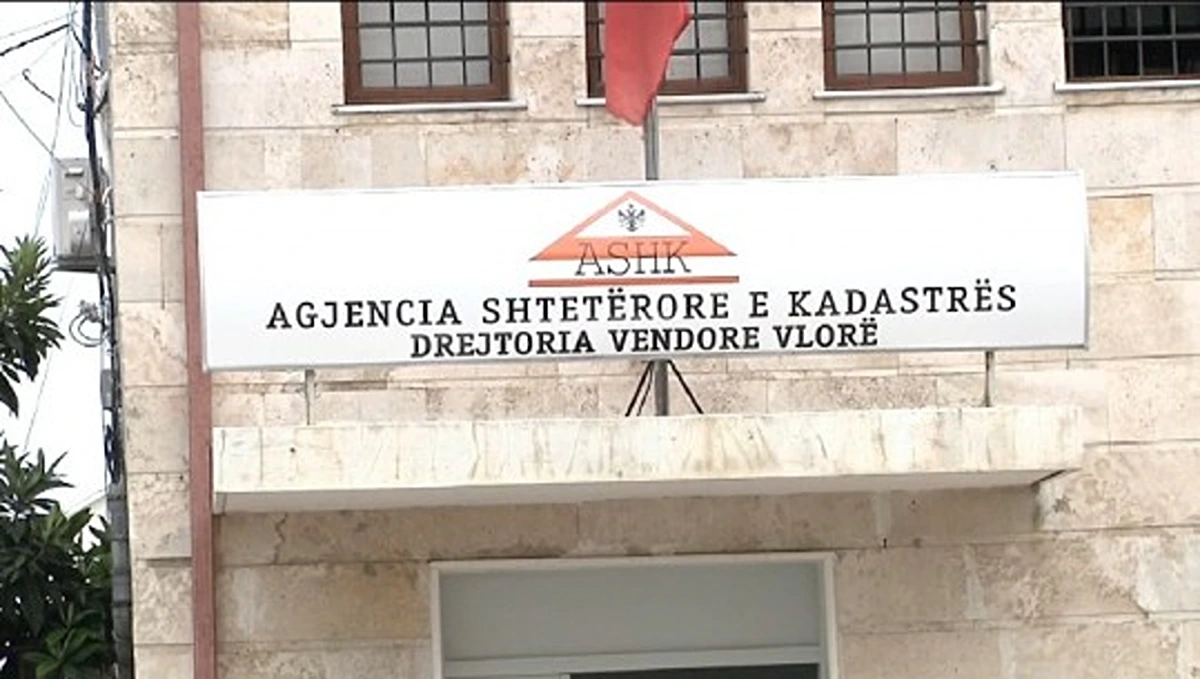 ASHK
AGJENCIA SHTETËRORE E KADASTRËS
DREJTORIA VENDORE VLORË